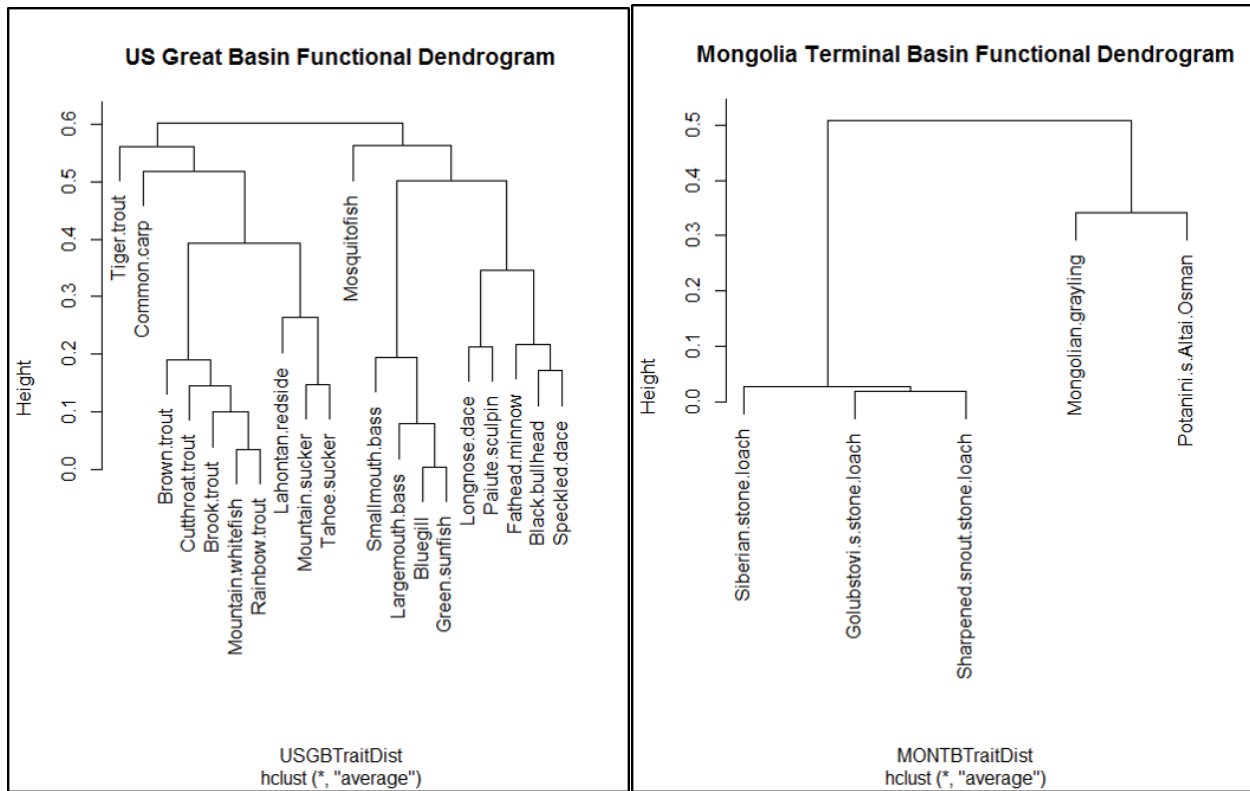 US Great Basin Functional Dendrogram
Height
0.0
0.1
0.2
0.3
0.4
0.5
0.6
Tiger.trout
Common.carp
Brown.trout
Cutthroat.trout
Brook.trout
Mountain.whitefish
Rainbow.trout
Lahontan.redside
Mountain.sucker
Tahoe.sucker
Mosquitofish
Smallmouth.bass
Largemouth.bass
Bluegill
Green.sunfish
Longnose.dace
Paiute.sculpin
Fathead.minnow
Black.bullhead
Speckled.dace
USGBTraitDist
hclust (*, "average")
Mongolia Terminal Basin Functional Dendrogram
Height
0.0
0.1
0.2
0.3
0.4
0.5
Siberian.stone.loach
Golubstovi.s.stone.loach
Sharpened.snout.stone.loach
Mongolian.grayling
Potanini.s.Altai.Osman
MONTBTraitDist
hclust (*, "average")